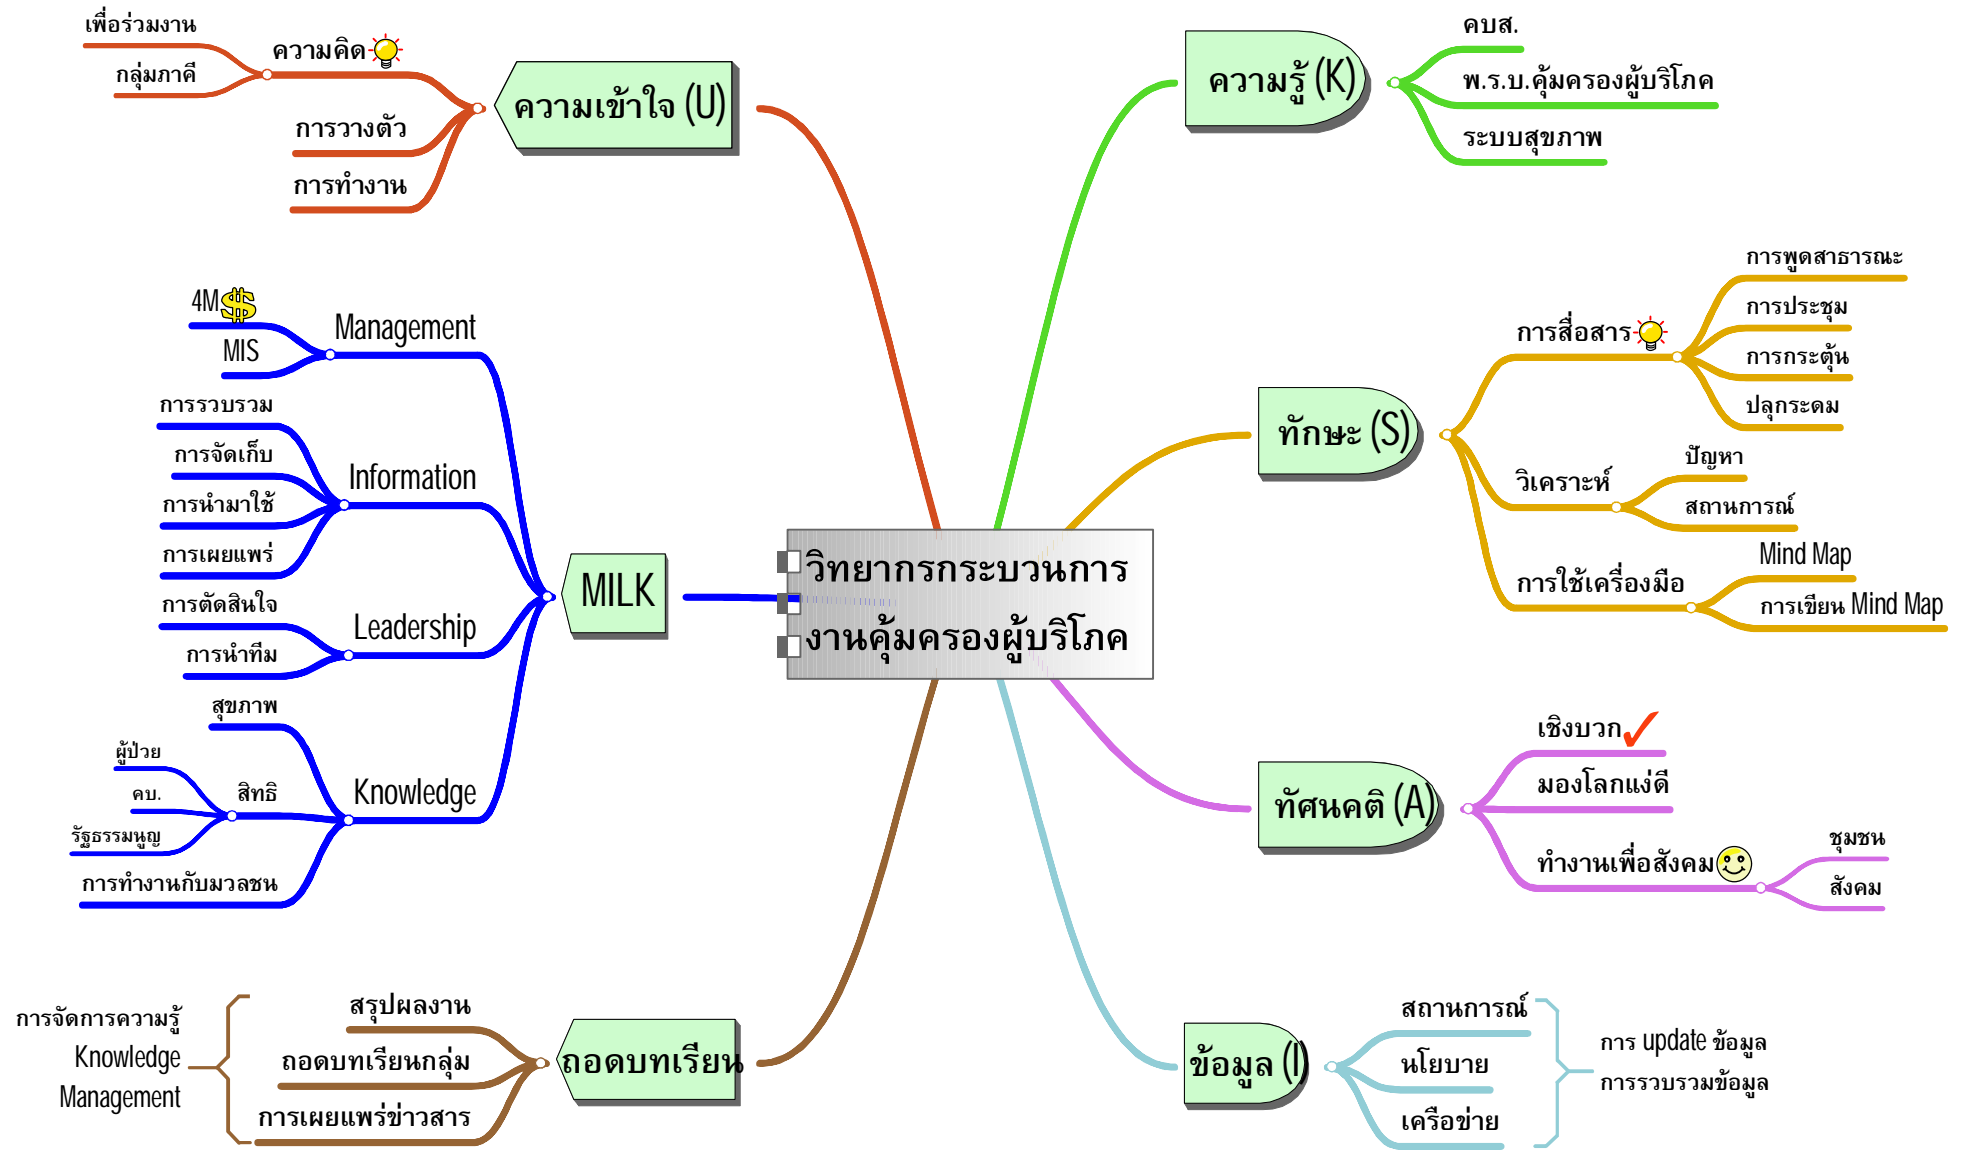 วิทยากรกระบวนการ
งานคุ้มครองผู้บริโภค
ความรู้ (K)
คบส.
พ.ร.บ.คุ้มครองผู้บริโภค
ระบบสุขภาพ
ทักษะ (S)
การสื่อสาร
การพูดสาธารณะ
การประชุม
การกระตุ้น
ปลุกระดม
วิเคราะห์
ปัญหา
สถานการณ์
การใช้เครื่องมือ
Mind Map
การเขียน Mind Map
ทัศนคติ (A)
เชิงบวก
มองโลกแง่ดี
ทำงานเพื่อสังคม
ชุมชน
สังคม
ข้อมูล (I)
สถานการณ์
นโยบาย
เครือข่าย
การ update ข้อมูล
การรวบรวมข้อมูล
ความเข้าใจ (U)
ความคิด
เพื่อร่วมงาน
กลุ่มภาคี
การวางตัว
การทำงาน
MILK
Management
4M
MIS
Information
การรวบรวม
การจัดเก็บ
การนำมาใช้
การเผยแพร่
Leadership
การตัดสินใจ
การนำทีม
Knowledge
สุขภาพ
สิทธิ
ผู้ป่วย
คบ.
รัฐธรรมนูญ
การทำงานกับมวลชน
ถอดบทเรียน
สรุปผลงาน
ถอดบทเรียนกลุ่ม
การเผยแพร่ข่าวสาร
การจัดการความรู้
Knowledge
Management